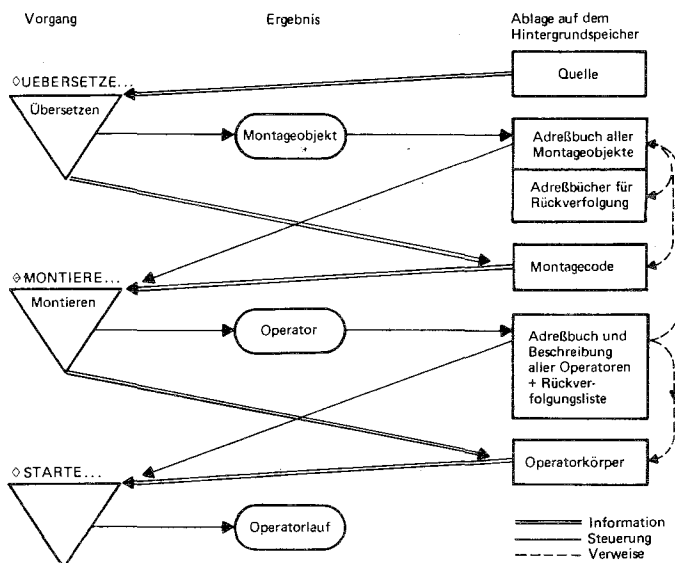 Vorgang
Ergebnis
Ablage auf dem
Hintergrundspeicher
◇UEBERSETZE...
Übersetzen
Quelle
Montageobjekt
Adreßbuch aller
Montageobjekte
Adreßbücher für
Rückverfolgung
◇MONTIERE...
Montieren
Montagecode
Operator
Adreßbuch und
Beschreibung
aller Operatoren
+ Rückver-
folgungsliste
◇STARTE...
Operatorkörper
Operatorlauf
Information
Steuerung
Verweise